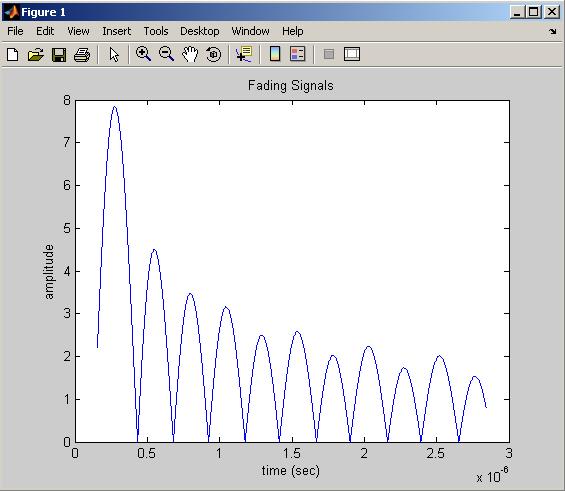 Figure 1
File Edit View Insert Tools Desktop Window Help
Fading Signals
8
7
6
5
4
3
2
1
0
amplitude
0 0.5 1 1.5 2 2.5 3
time (sec)
x 10^-6